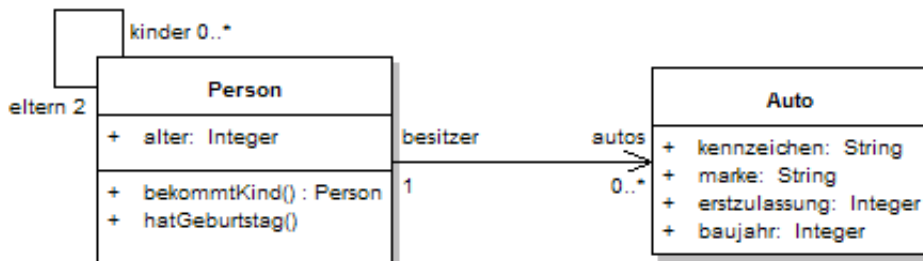 kinder 0..*
eltern 2
Person
+ alter: Integer
+ bekommtKind() : Person
+ hatGeburtstag()
besitzer
1
autos
0..*
Auto
+ kennzeichen: String
+ marke: String
+ erstzulassung: Integer
+ baujahr: Integer